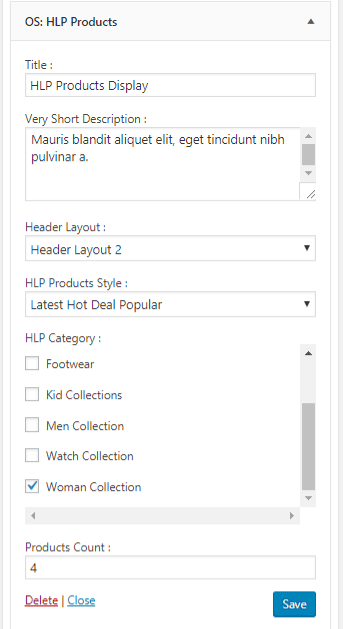 OS: HLP Products
Title :
HLP Products Display
Very Short Description :
Mauris blandit aliquet elit, eget tincidunt nibh
pulvinar a.
Header Layout :
Header Layout 2
HLP Products Style :
Latest Hot Deal Popular
HLP Category :
Footwear
Kid Collections
Men Collection
Watch Collection
Woman Collection
Products Count :
4
Delete | Close
Save